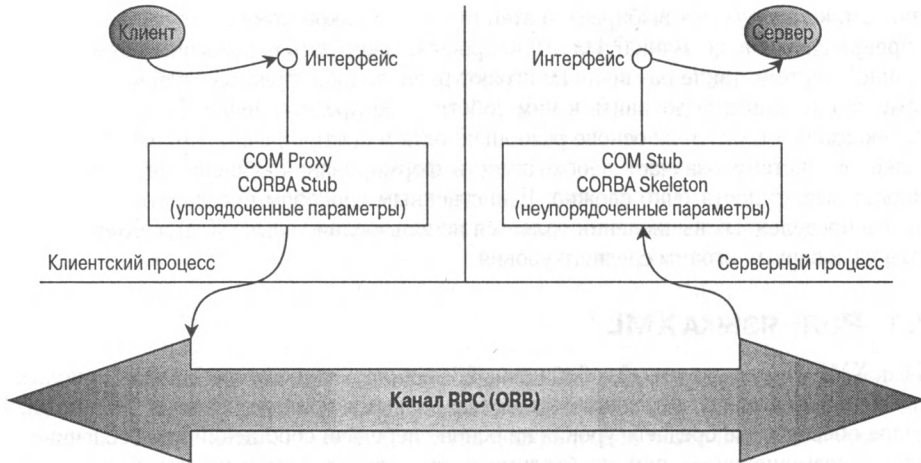 Клиент
Интерфейс
COM Proxy
CORBA Stub
(упорядоченные параметры)
Клиентский процесс
Сервер
Интерфейс
COM Stub
CORBA Skeleton
(неупорядоченные параметры)
Серверный процесс
Канал RPC (ORB)